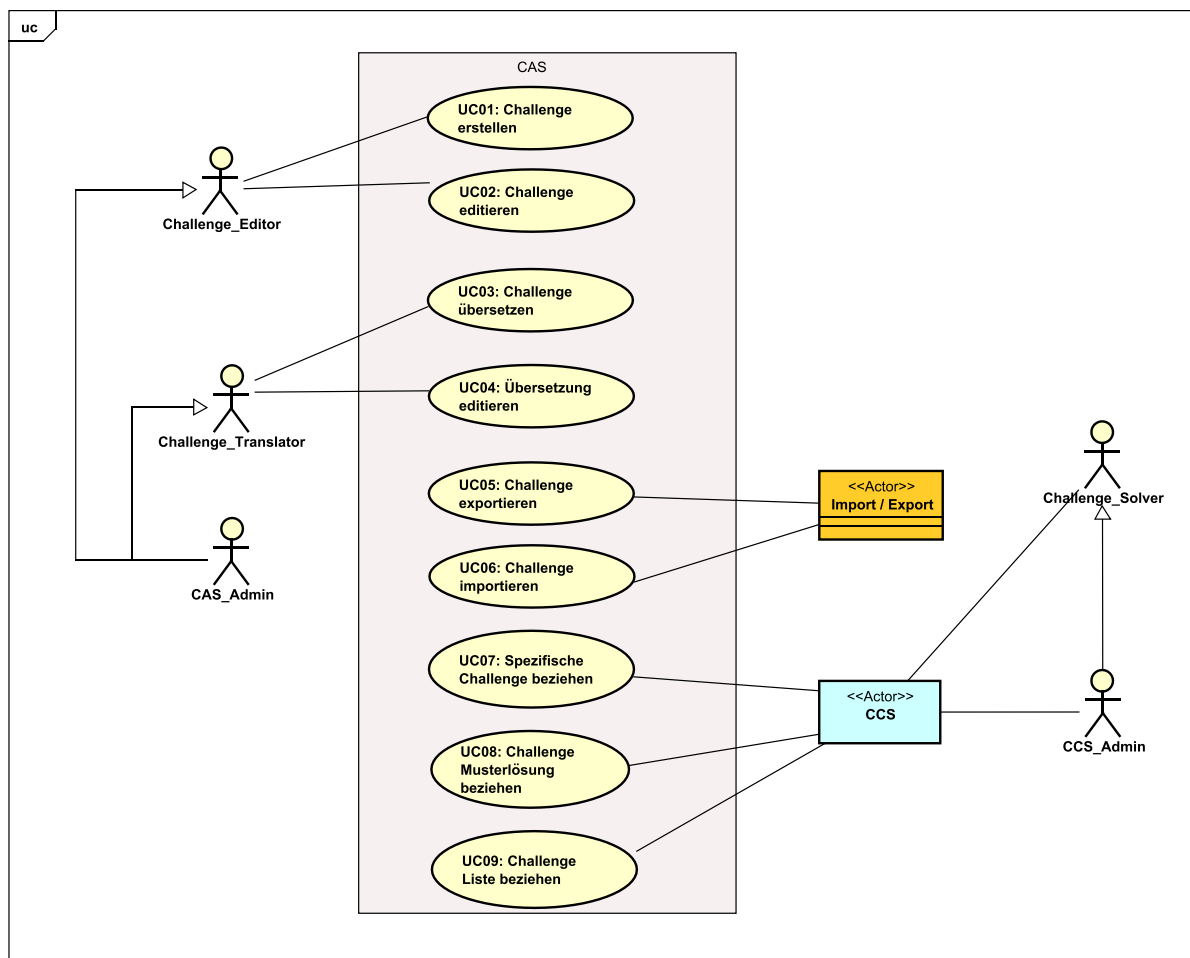 uc
CAS
UC01: Challenge
erstellen
UC02: Challenge
editieren
Challenge_Editor
UC03: Challenge
übersetzen
UC04: Übersetzung
editieren
Challenge_Translator
UC05: Challenge
exportieren
<<Actor>>
Import / Export
Challenge_Solver
UC06: Challenge
importieren
CAS_Admin
UC07: Spezifische
Challenge beziehen
<<Actor>>
CCS
CCS_Admin
UC08: Challenge
Musterlösung
beziehen
UC09: Challenge
Liste beziehen